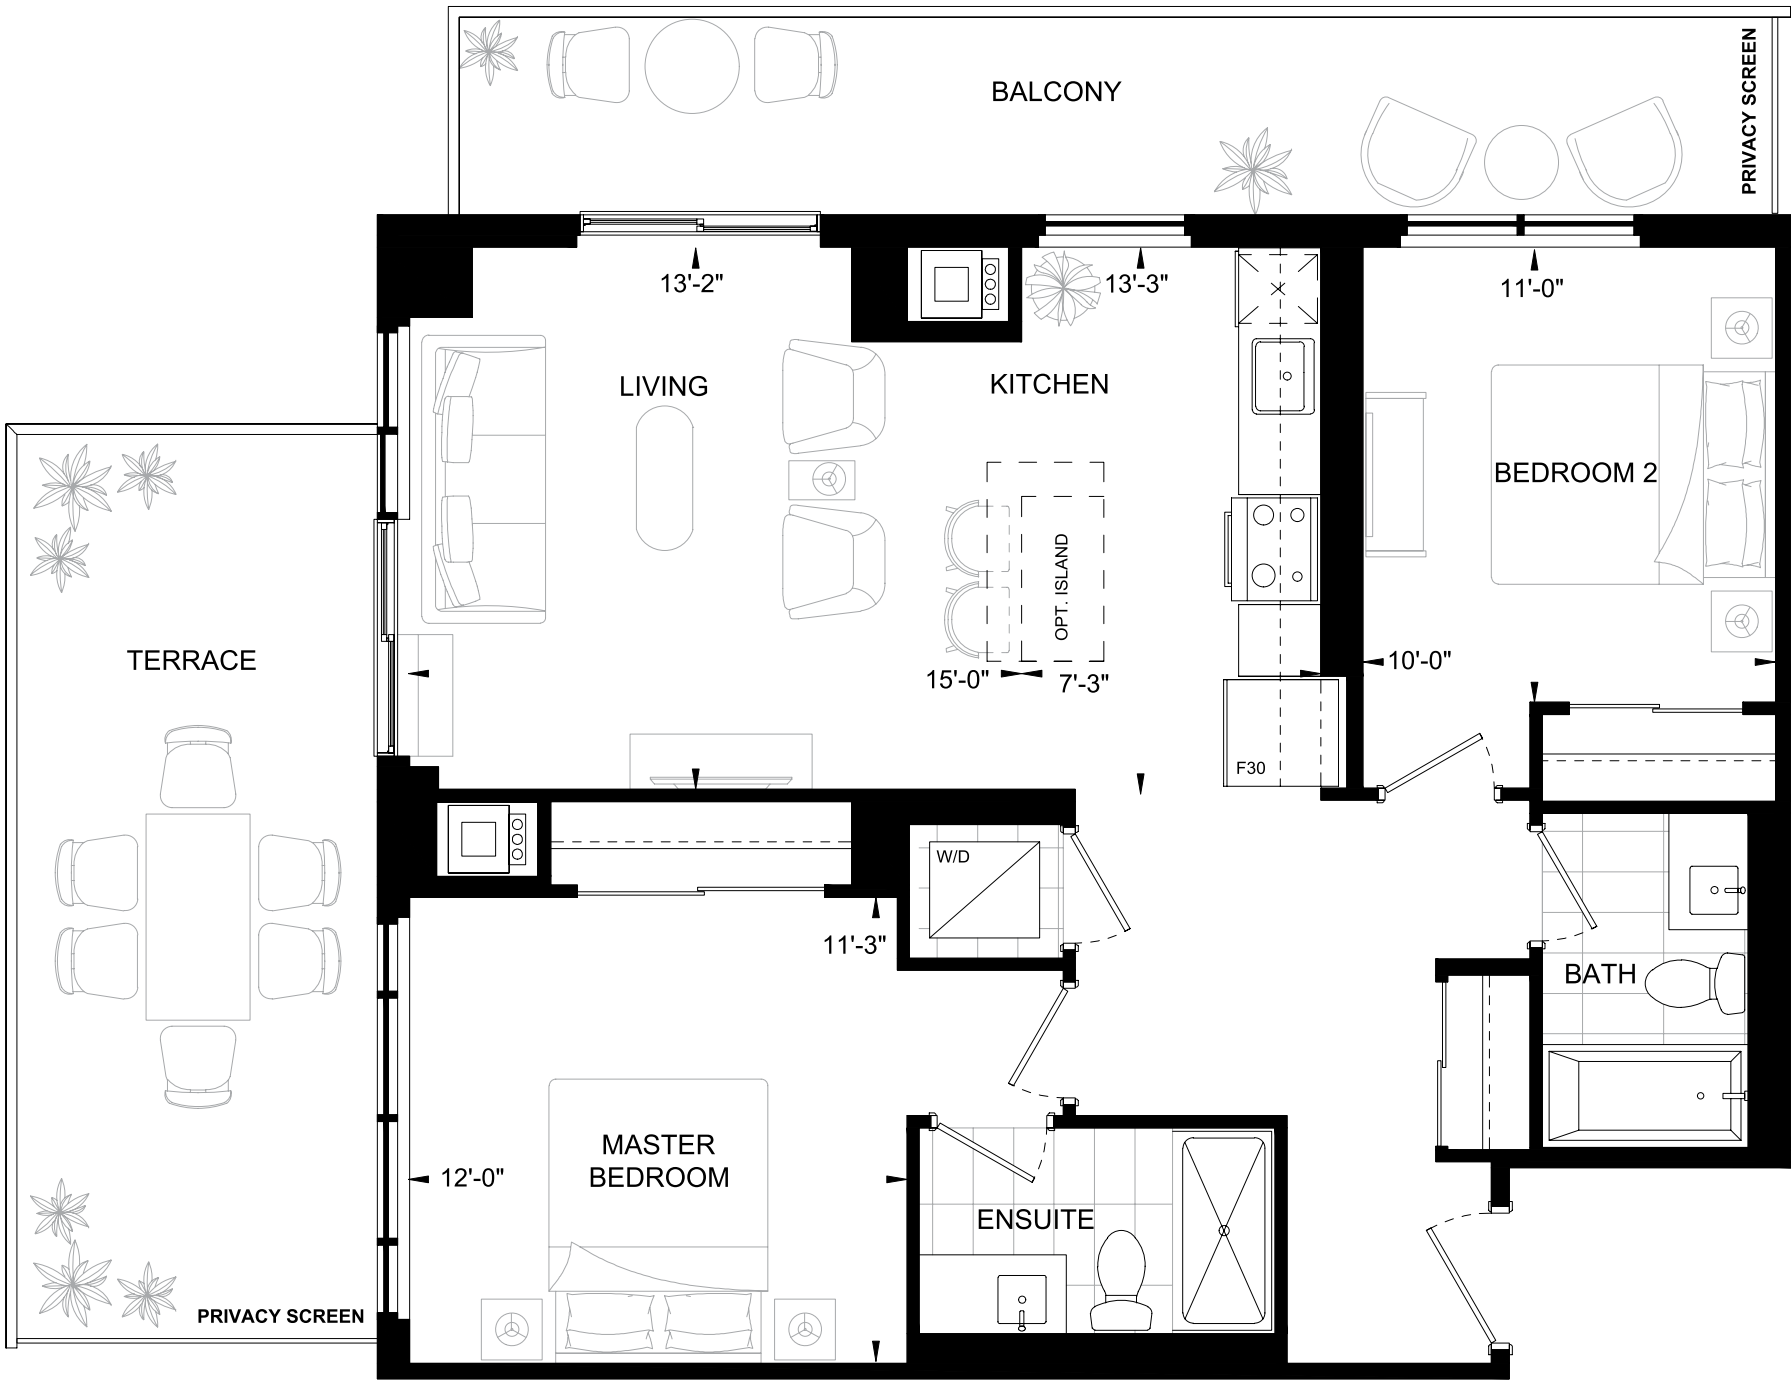 BALCONY
PRIVACY SCREEN
13'-2"
13'-3"
11'-0"
LIVING
KITCHEN
BEDROOM 2
OPT. ISLAND
TERRACE
15'-0"
7'-3"
10'-0"
F30
W/D
11'-3"
BATH
MASTER
BEDROOM
12'-0"
ENSUITE
PRIVACY SCREEN